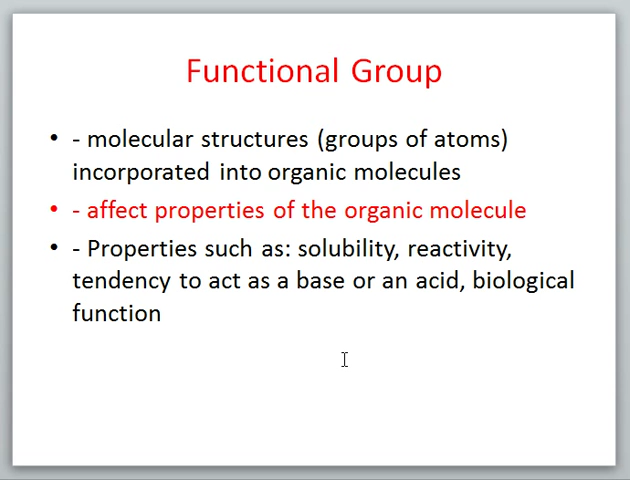 Functional Group
• - molecular structures (groups of atoms)
incorporated into organic molecules
• - affect properties of the organic molecule
• - Properties such as: solubility, reactivity,
tendency to act as a base or an acid, biological
function